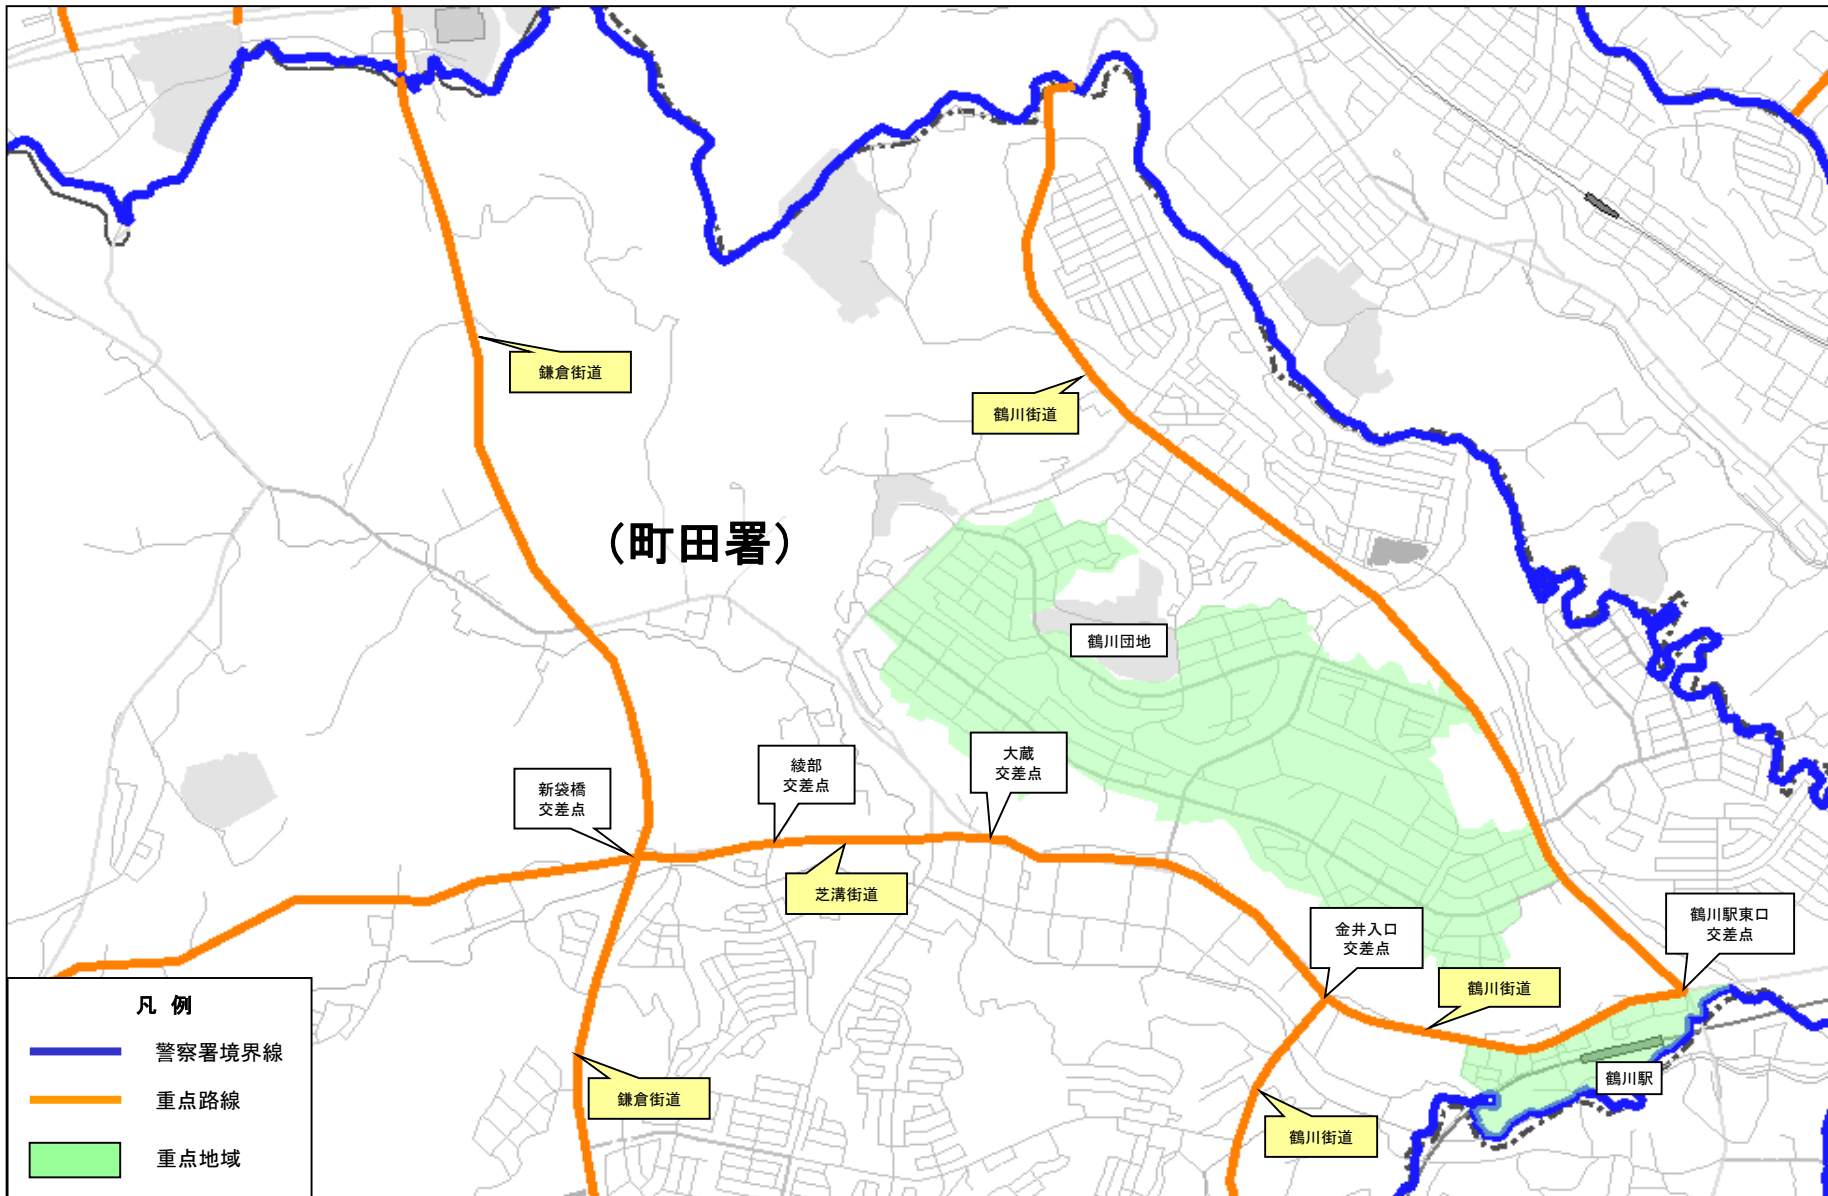 鎌倉街道
鶴川街道
（町田署）
鶴川団地
大蔵
交差点
綾部
交差点
新袋橋
交差点
芝溝街道
鶴川駅東口
交差点
金井入口
交差点
鶴川街道
凡 例
警察署境界線
重点路線
重点地域
鎌倉街道
鶴川駅
鶴川街道